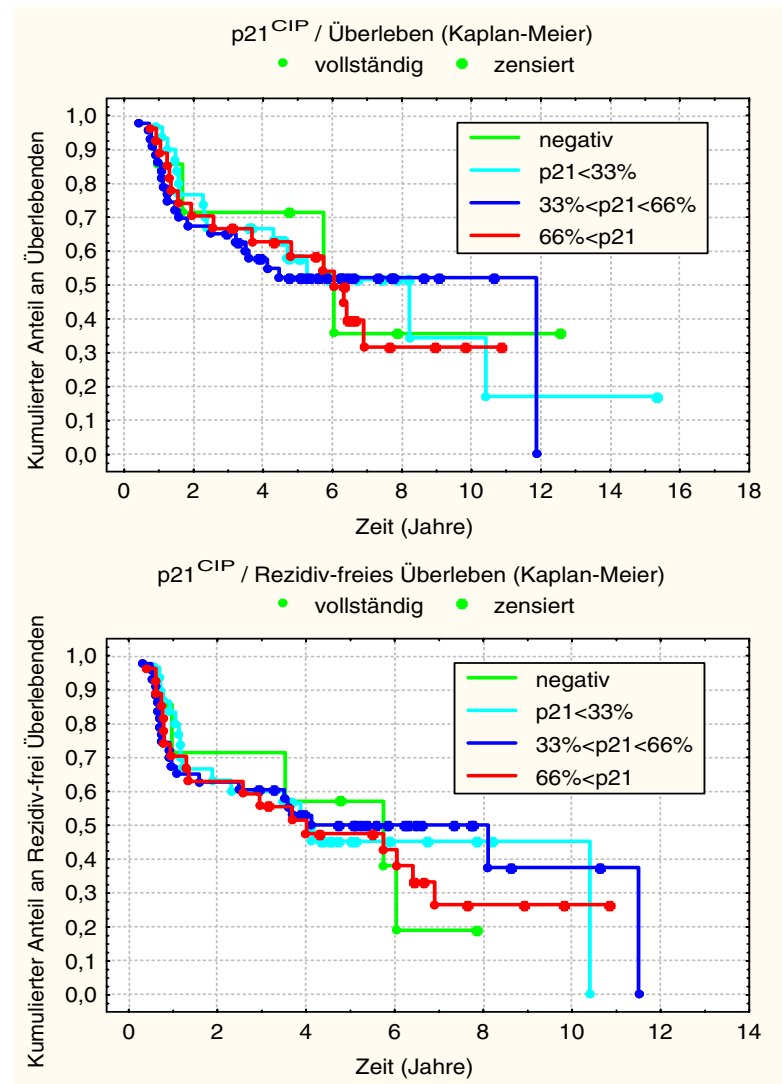 p21CIP / Überleben (Kaplan-Meier)
vollständig zensiert
Kumulierter Anteil an Überlebenden
1,0
0,9
0,8
0,7
0,6
0,5
0,4
0,3
0,2
0,1
0,0
negativ
p21<33%
33%<p21<66%
66%<p21
0 2 4 6 8 10 12 14 16 18
Zeit (Jahre)
p21CIP / Rezidiv-freies Überleben (Kaplan-Meier)
vollständig zensiert
Kumulierter Anteil an Rezidiv-frei Überlebenden
1,0
0,9
0,8
0,7
0,6
0,5
0,4
0,3
0,2
0,1
0,0
negativ
p21<33%
33%<p21<66%
66%<p21
0 2 4 6 8 10 12 14
Zeit (Jahre)